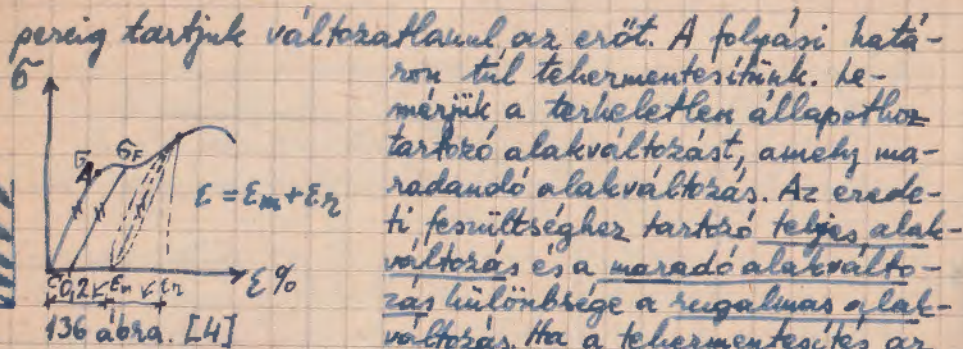 percig tartjuk változatlanul, az erőt. A folyási hatá-
ron túl tehermentesítünk. Le-
mérjük a terheletlen állapothoz
tartozó alakváltozást, amely ma-
radandó alakváltozás. Az erede-
ti feszültséghez tartozó teljes alak-
változás és a maradó alakválto-
zás különbsége a rugalmas alak-
változás. Ha a tehermentesítés az
σ
σF
ε = εm + εr
0,2 εm εr ε %
136 ábra. [4]